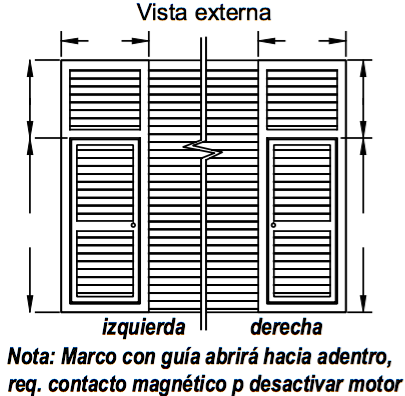 Vista externa
izquierda derecha
Nota: Marco con guía abrirá hacia adentro,
req. contacto magnético p desactivar motor